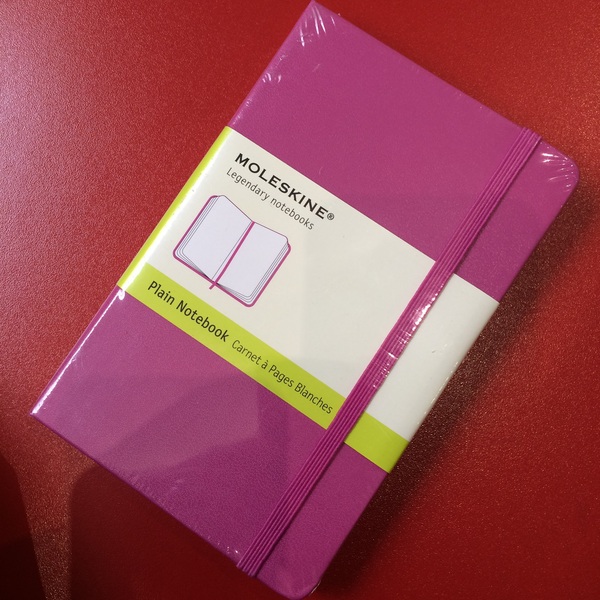 MOLESKINE®
Legendary notebooks
Plain Notebook Carnet à Pages Blanches